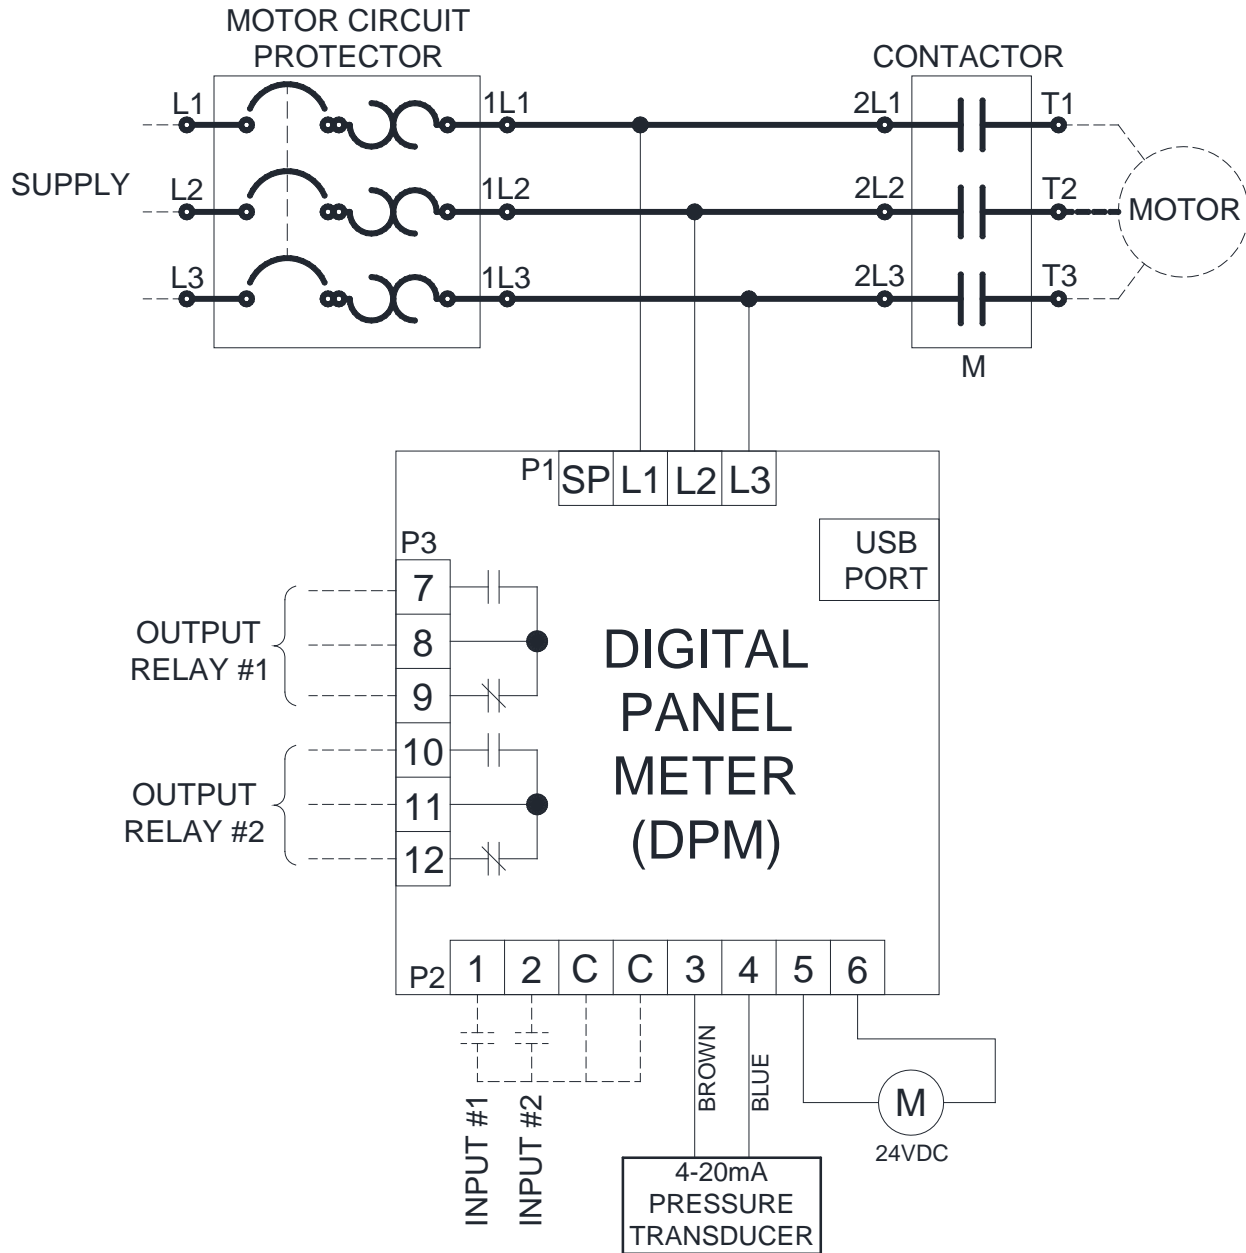 MOTOR CIRCUIT
PROTECTOR
CONTACTOR
L1
1L1
2L1
T1
SUPPLY
L2
1L2
2L2
T2
MOTOR
L3
1L3
2L3
T3
M
P1
SP
L1
L2
L3
USB
PORT
P3
7
8
9
10
11
12
OUTPUT
RELAY #1
OUTPUT
RELAY #2
DIGITAL
PANEL
METER
(DPM)
P2
1
2
C
C
3
4
5
6
INPUT #1
INPUT #2
BROWN
BLUE
M
24VDC
4-20mA
PRESSURE
TRANSDUCER